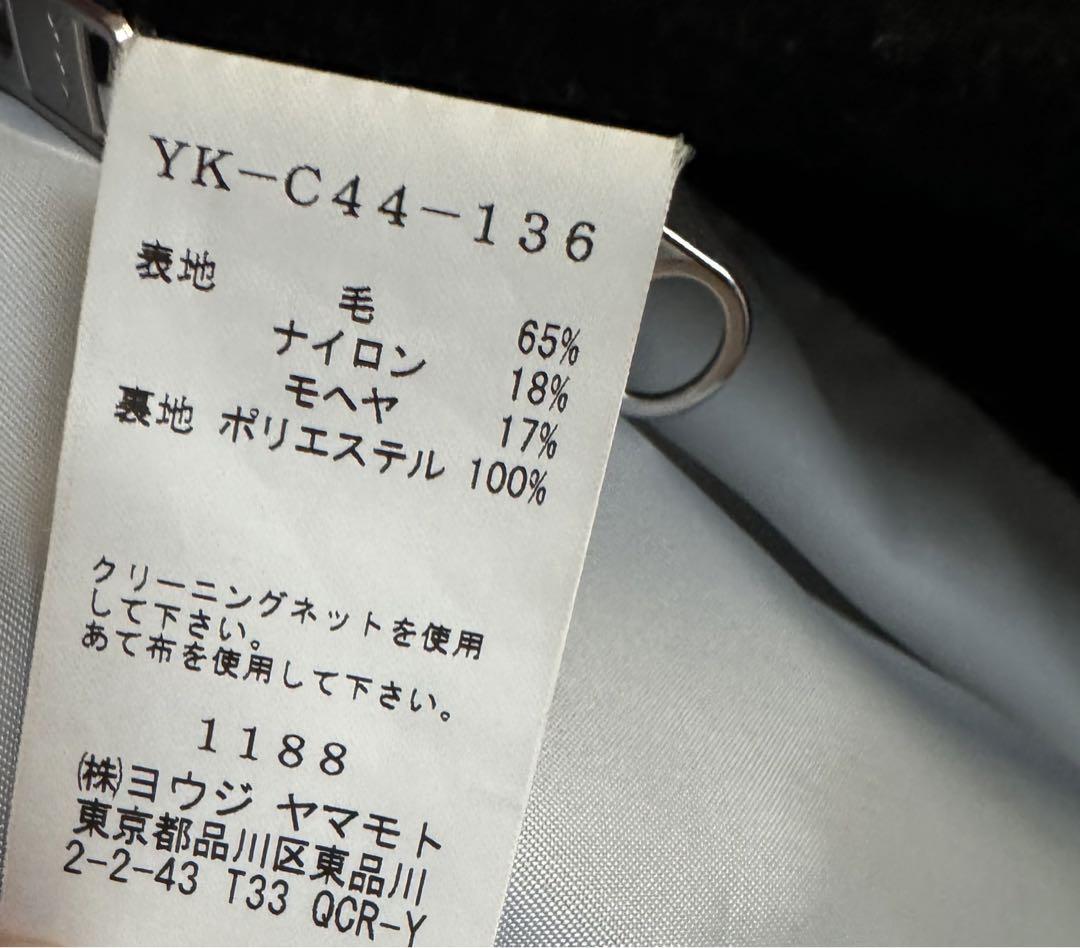 YK-C44-136
表地
毛 65%
ナイロン 18%
モヘヤ 17%
裏地 ポリエステル 100%
クリーニングネットを使用
して下さい。
あて布を使用して下さい。
1188
㈱ヨウジ ヤマモト
東京都品川区東品川
2-2-43 T33 QCR-Y